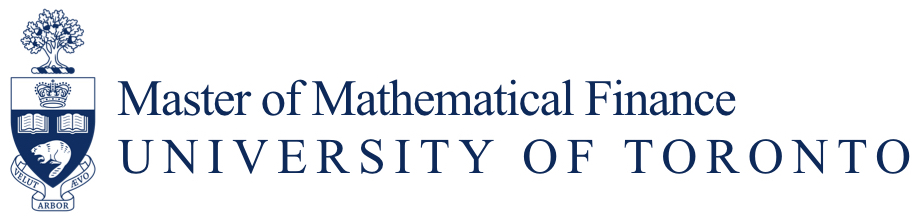 Master of Mathematical Finance
UNIVERSITY OF TORONTO
VELUT
ARBOR
ÆVO